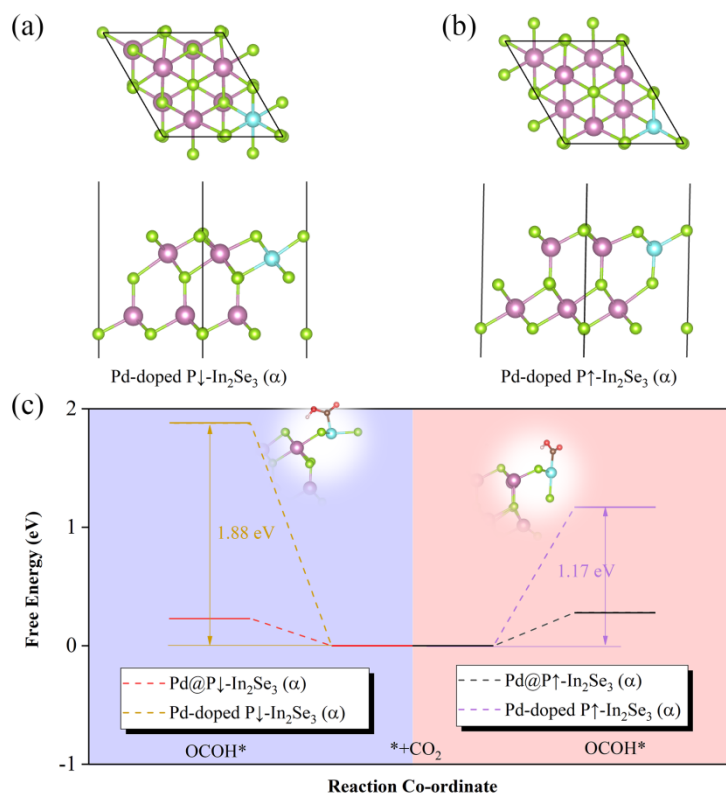 (a) (b)
Pd-doped P↓-In₂Se₃ (α) Pd-doped P↑-In₂Se₃ (α)
(c)
2
1
0
-1
Free Energy (eV)
1.88 eV
1.17 eV
Pd@P↓-In₂Se₃ (α)
Pd-doped P↓-In₂Se₃ (α)
Pd@P↑-In₂Se₃ (α)
Pd-doped P↑-In₂Se₃ (α)
OCOH* *+CO₂ OCOH*
Reaction Co-ordinate